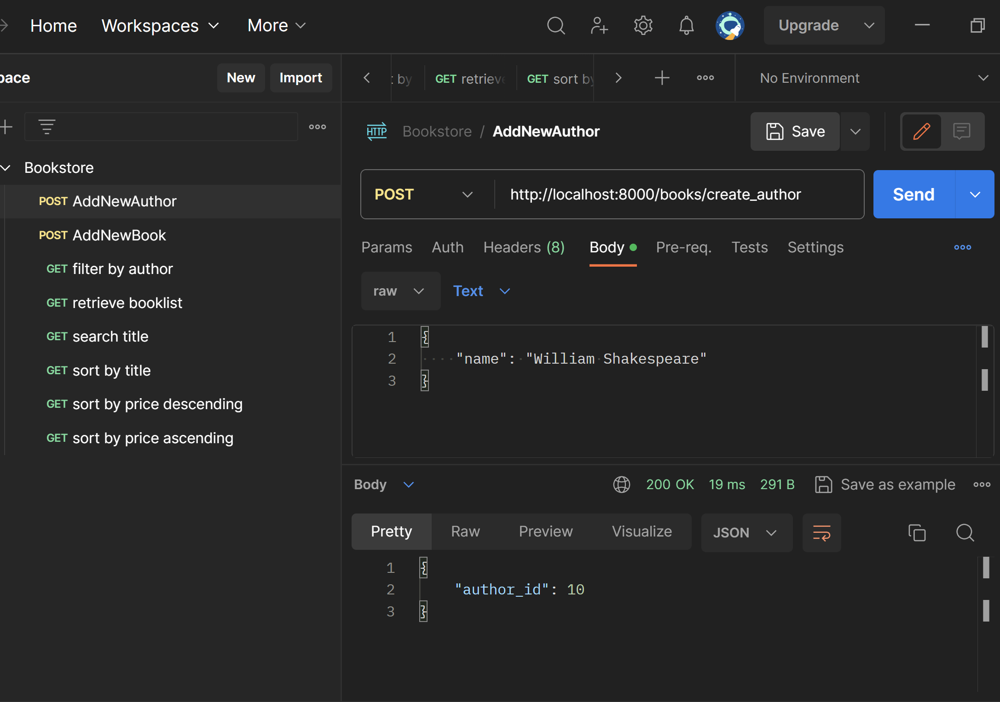 Home Workspaces More Upgrade
pace New Import
t by GET retrieve GET sort by No Environment
HTTP Bookstore / AddNewAuthor Save
Bookstore
POST AddNewAuthor
POST AddNewBook
GET filter by author
GET retrieve booklist
GET search title
GET sort by title
GET sort by price descending
GET sort by price ascending
POST http://localhost:8000/books/create_author Send
Params Auth Headers (8) Body Pre-req. Tests Settings
raw Text
1 {
2 "name": "William Shakespeare"
3 }
Body 200 OK 19 ms 291 B Save as example
Pretty Raw Preview Visualize JSON
1 {
2 "author_id": 10
3 }